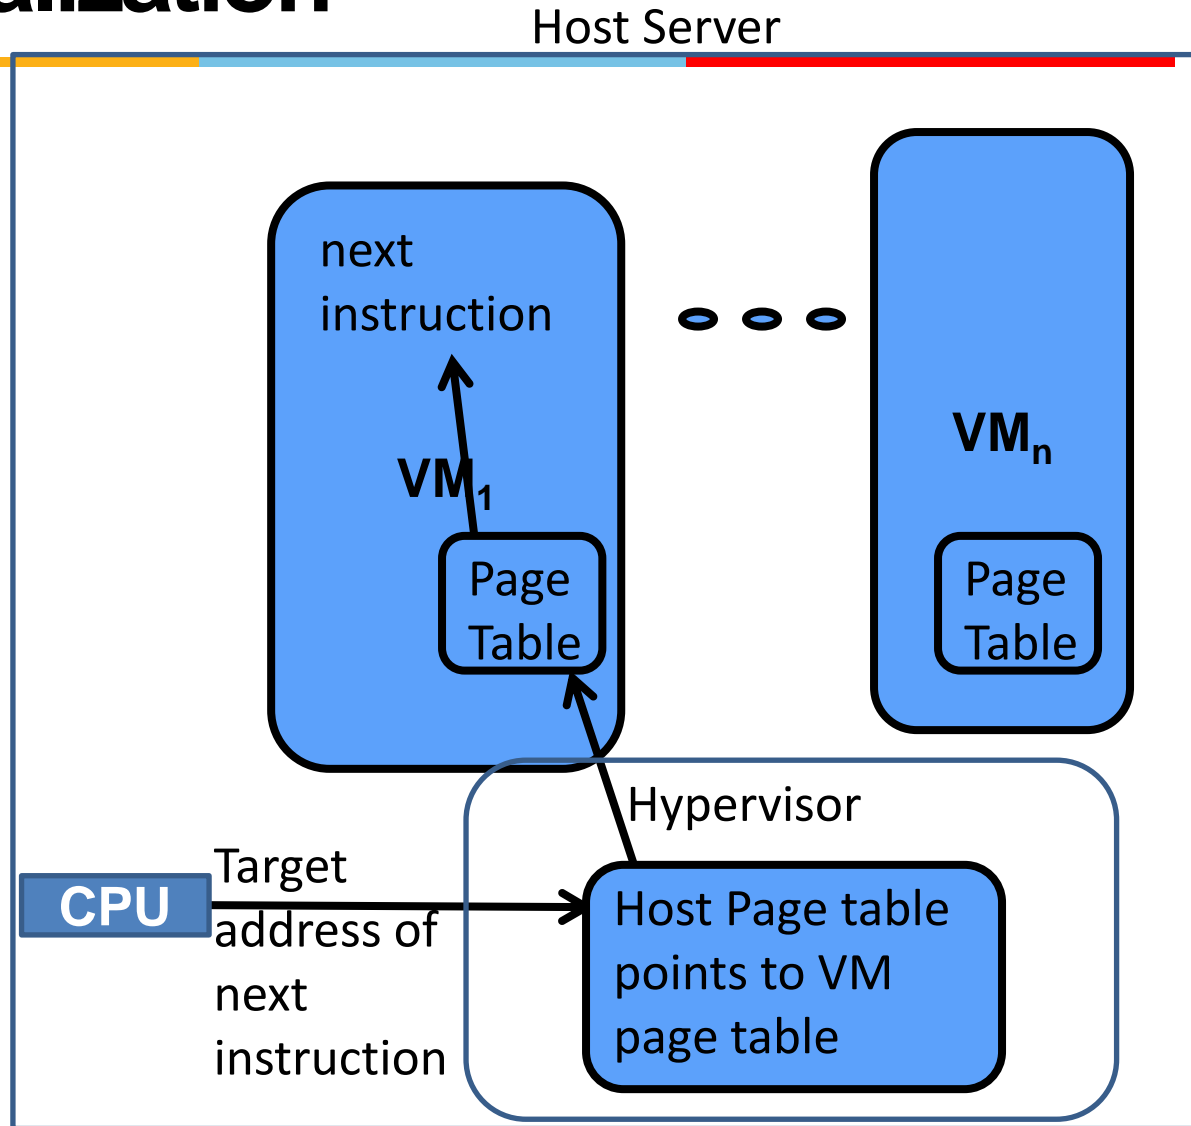 Host Server
next
instruction
VM1
VMn
Page
Table
Page
Table
Hypervisor
CPU
Target
address of
next
instruction
Host Page table
points to VM
page table